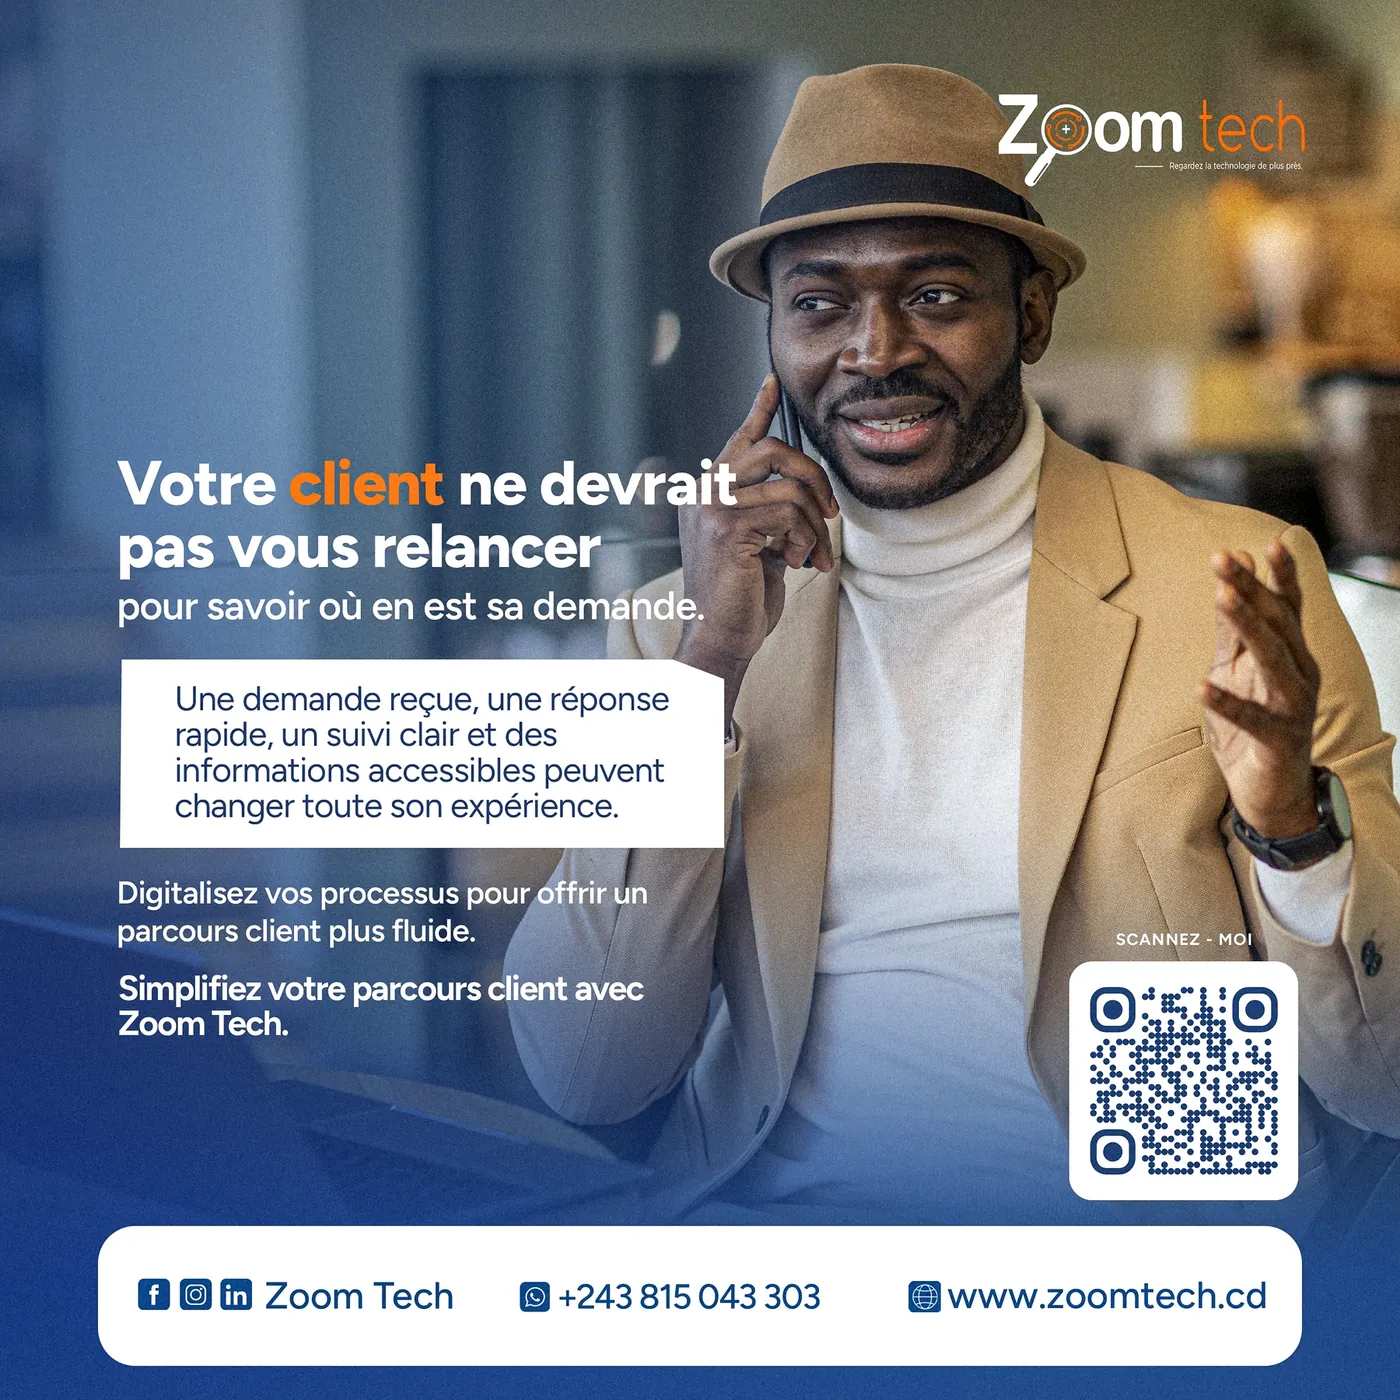 Zoom tech
Regardez la technologie de plus près.
Votre client ne devrait
pas vous relancer
pour savoir où en est sa demande.
Une demande reçue, une réponse
rapide, un suivi clair et des
informations accessibles peuvent
changer toute son expérience.
Digitalisez vos processus pour offrir un
parcours client plus fluide.
Simplifiez votre parcours client avec
Zoom Tech.
SCANNEZ - MOI
Zoom Tech
+243 815 043 303
www.zoomtech.cd